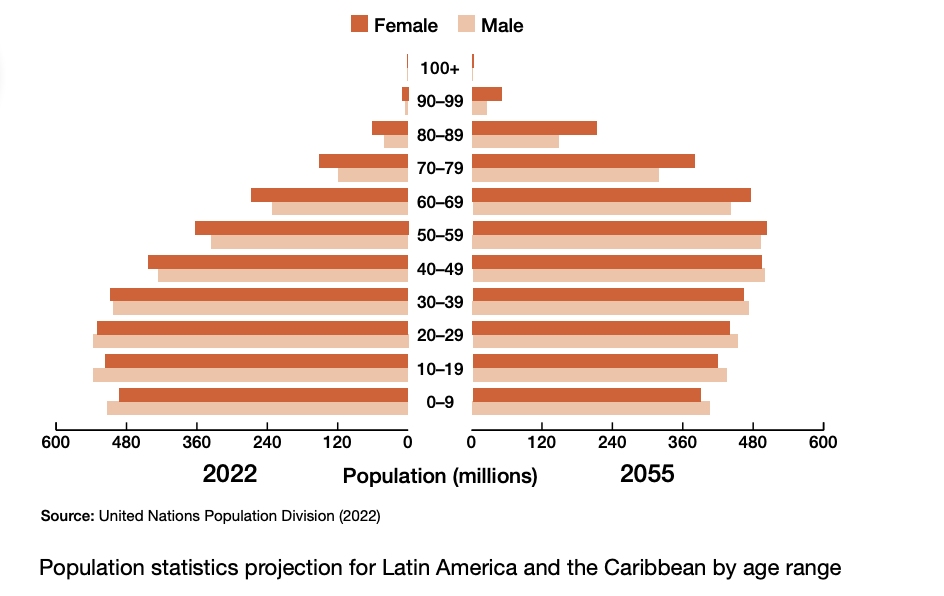 Female Male
100+
90–99
80–89
70–79
60–69
50–59
40–49
30–39
20–29
10–19
0–9
600 480 360 240 120 0 0 120 240 360 480 600
2022 Population (millions) 2055
Source: United Nations Population Division (2022)
Population statistics projection for Latin America and the Caribbean by age range